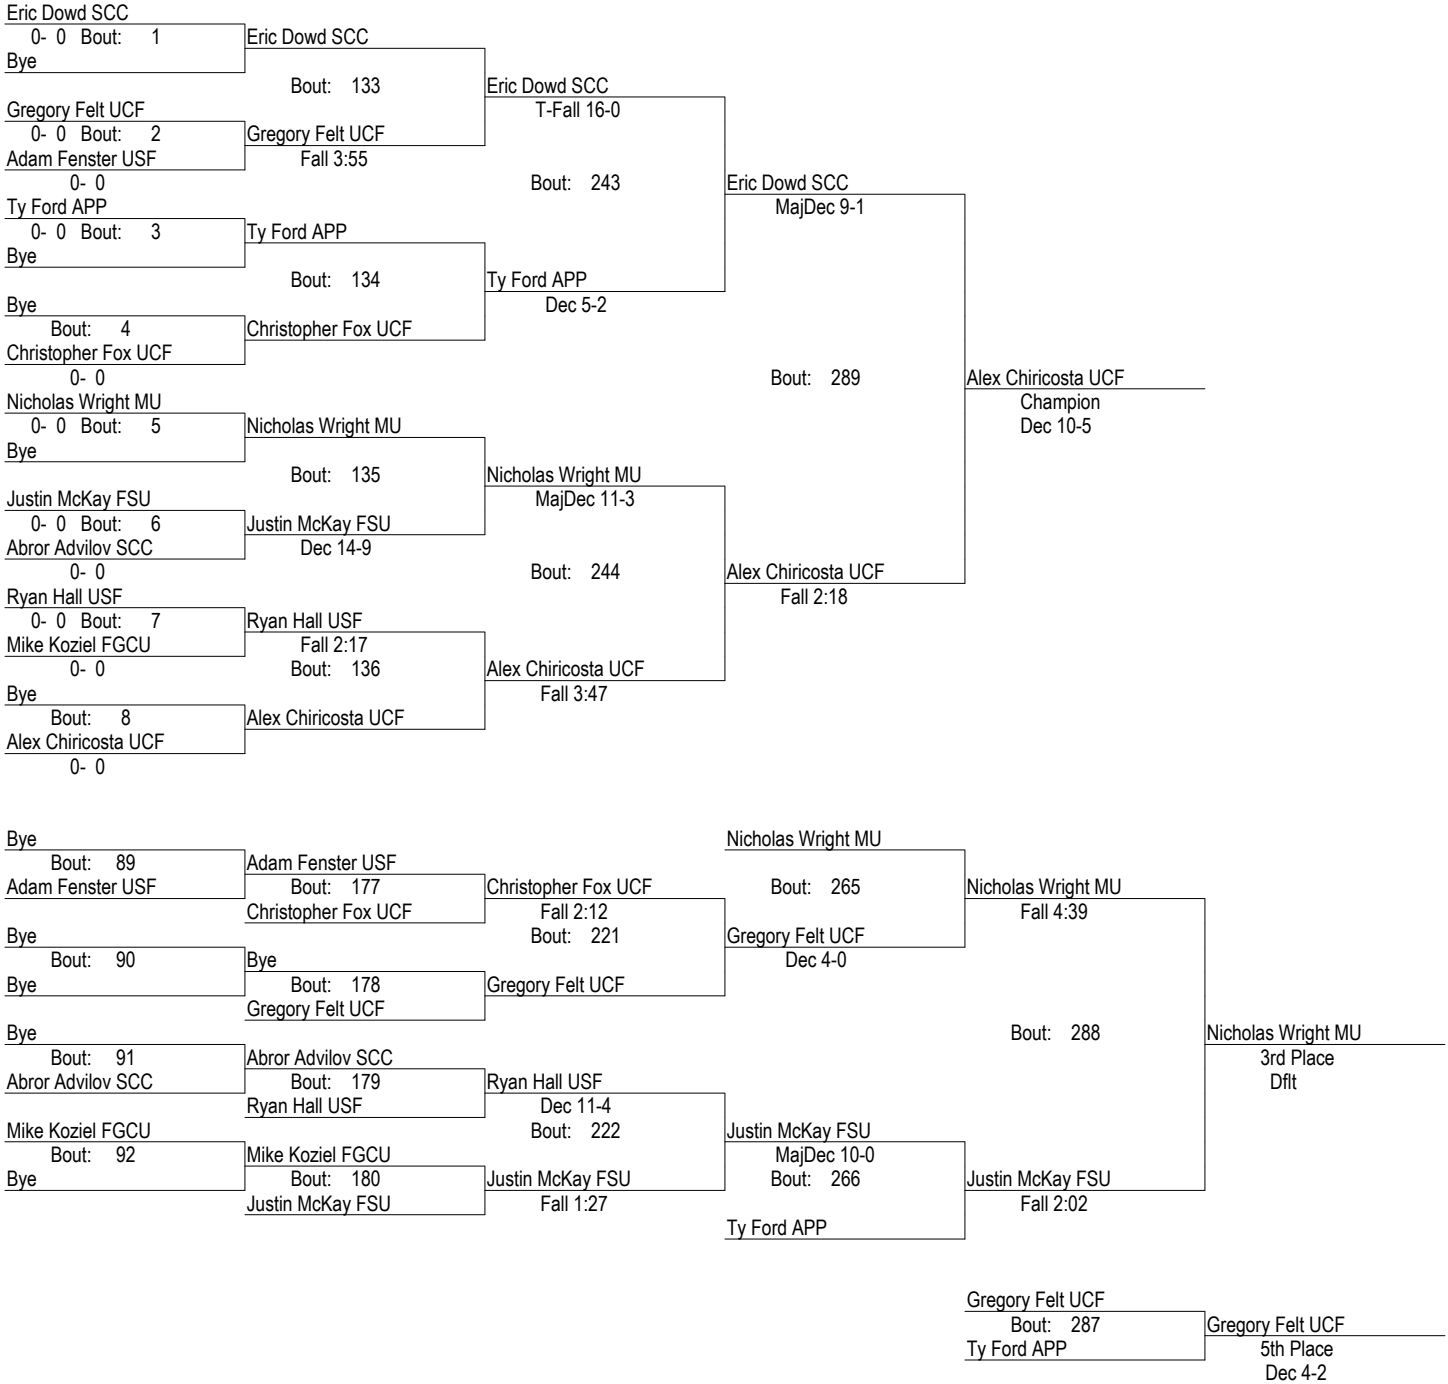 Eric Dowd SCC
0- 0 Bout: 1
Eric Dowd SCC
Bye
Bout: 133
Eric Dowd SCC
Gregory Felt UCF
T-Fall 16-0
0- 0 Bout: 2
Gregory Felt UCF
Adam Fenster USF
Fall 3:55
0- 0
Bout: 243
Eric Dowd SCC
Ty Ford APP
MajDec 9-1
0- 0 Bout: 3
Ty Ford APP
Bye
Bout: 134
Ty Ford APP
Bye
Dec 5-2
Bout: 4
Christopher Fox UCF
Christopher Fox UCF
0- 0
Bout: 289
Alex Chiricosta UCF
Nicholas Wright MU
Champion
0- 0 Bout: 5
Nicholas Wright MU
Dec 10-5
Bye
Bout: 135
Nicholas Wright MU
Justin McKay FSU
MajDec 11-3
0- 0 Bout: 6
Justin McKay FSU
Abror Advilov SCC
Dec 14-9
0- 0
Bout: 244
Alex Chiricosta UCF
Ryan Hall USF
Fall 2:18
0- 0 Bout: 7
Ryan Hall USF
Mike Koziel FGCU
Fall 2:17
0- 0
Bout: 136
Alex Chiricosta UCF
Bye
Fall 3:47
Bout: 8
Alex Chiricosta UCF
Alex Chiricosta UCF
0- 0
Bye
Nicholas Wright MU
Bout: 89
Adam Fenster USF
Adam Fenster USF
Bout: 177
Christopher Fox UCF
Bout: 265
Nicholas Wright MU
Christopher Fox UCF
Fall 2:12
Fall 4:39
Bye
Bout: 221
Gregory Felt UCF
Bout: 90
Bye
Dec 4-0
Bye
Bout: 178
Gregory Felt UCF
Gregory Felt UCF
Bye
Bout: 288
Nicholas Wright MU
Bout: 91
Abror Advilov SCC
3rd Place
Abror Advilov SCC
Bout: 179
Ryan Hall USF
Dflt
Ryan Hall USF
Dec 11-4
Mike Koziel FGCU
Bout: 222
Justin McKay FSU
Bout: 92
Mike Koziel FGCU
MajDec 10-0
Bye
Bout: 180
Justin McKay FSU
Bout: 266
Justin McKay FSU
Justin McKay FSU
Fall 1:27
Fall 2:02
Ty Ford APP
Gregory Felt UCF
Bout: 287
Gregory Felt UCF
Ty Ford APP
5th Place
Dec 4-2